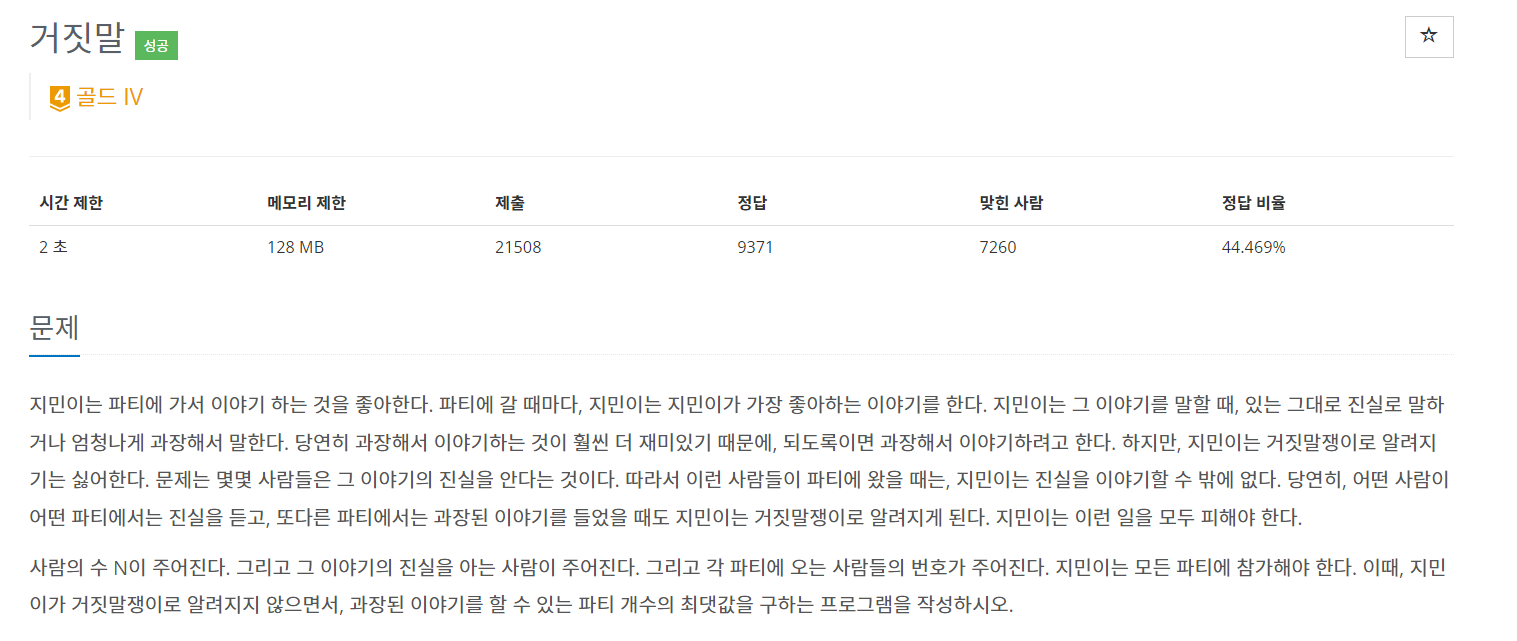 거짓말 성공
☆
4 골드 IV
시간 제한 메모리 제한 제출 정답 맞힌 사람 정답 비율
2 초 128 MB 21508 9371 7260 44.469%
문제
지민이는 파티에 가서 이야기 하는 것을 좋아한다. 파티에 갈 때마다, 지민이는 지민이가 가장 좋아하는 이야기를 한다. 지민이는 그 이야기를 말할 때, 있는 그대로 진실로 말하
거나 엄청나게 과장해서 말한다. 당연히 과장해서 이야기하는 것이 훨씬 더 재미있기 때문에, 되도록이면 과장해서 이야기하려고 한다. 하지만, 지민이는 거짓말쟁이로 알려지
기는 싫어한다. 문제는 몇몇 사람들은 그 이야기의 진실을 안다는 것이다. 따라서 이런 사람들이 파티에 왔을 때는, 지민이는 진실을 이야기할 수 밖에 없다. 당연히, 어떤 사람이
어떤 파티에서는 진실을 듣고, 또다른 파티에서는 과장된 이야기를 들었을 때도 지민이는 거짓말쟁이로 알려지게 된다. 지민이는 이런 일을 모두 피해야 한다.
사람의 수 N이 주어진다. 그리고 그 이야기의 진실을 아는 사람이 주어진다. 그리고 각 파티에 오는 사람들의 번호가 주어진다. 지민이는 모든 파티에 참가해야 한다. 이때, 지민
이가 거짓말쟁이로 알려지지 않으면서, 과장된 이야기를 할 수 있는 파티 개수의 최댓값을 구하는 프로그램을 작성하시오.